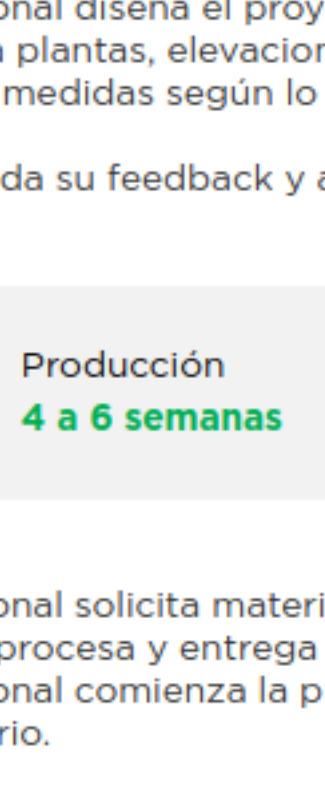 onal diseña el proy
plantas, elevacion
medidas según lo
da su feedback y a
Producción
4 a 6 semanas
onal solicita materi
procesa y entrega
onal comienza la p
rio.